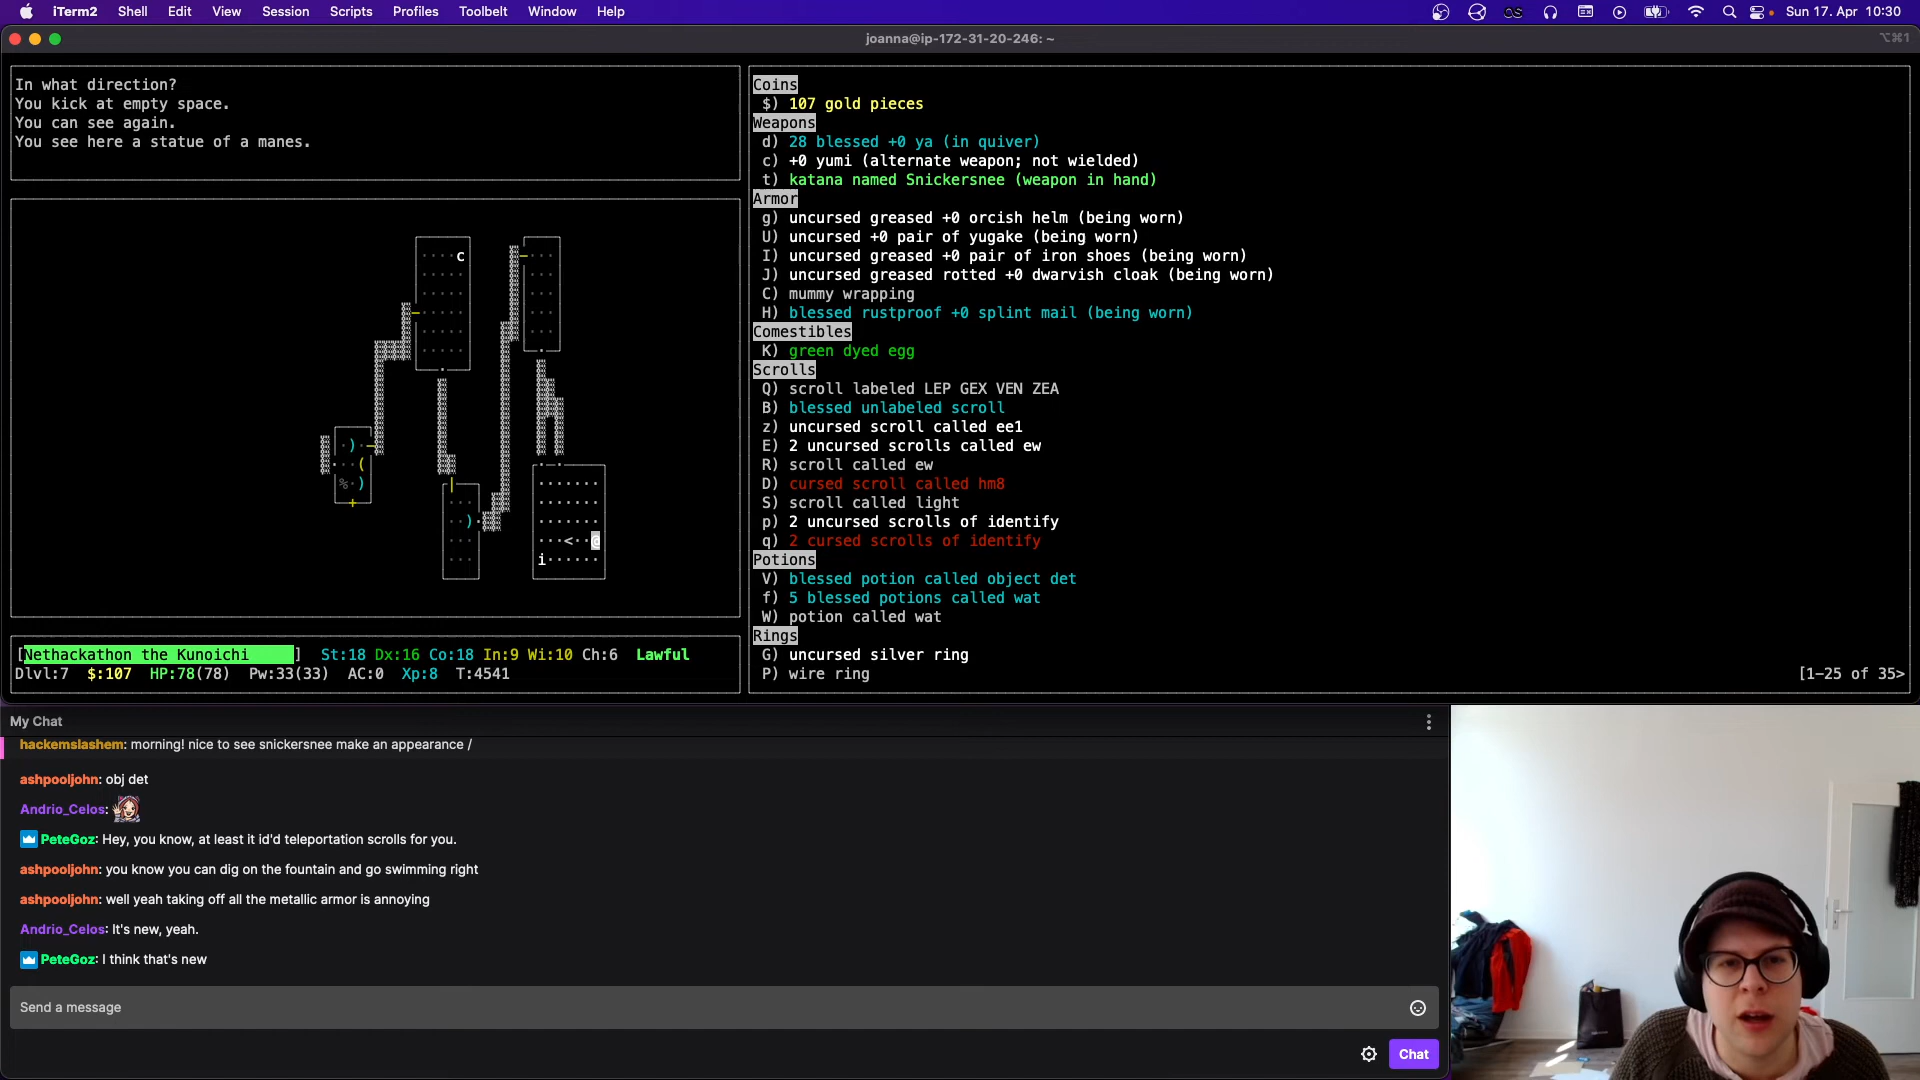 iTerm2 Shell Edit View Session Scripts Profiles Toolbelt Window Help Sun 17. Apr 10:30
joanna@ip-172-31-20-246: ~ ⌥⌘1
In what direction?
You kick at empty space.
You can see again.
You see here a statue of a manes.
Coins
$) 107 gold pieces
Weapons
d) 28 blessed +0 ya (in quiver)
c) +0 yumi (alternate weapon; not wielded)
t) katana named Snickersnee (weapon in hand)
Armor
g) uncursed greased +0 orcish helm (being worn)
U) uncursed +0 pair of yugake (being worn)
I) uncursed greased +0 pair of iron shoes (being worn)
J) uncursed greased rotted +0 dwarvish cloak (being worn)
C) mummy wrapping
H) blessed rustproof +0 splint mail (being worn)
Comestibles
K) green dyed egg
Scrolls
Q) scroll labeled LEP GEX VEN ZEA
B) blessed unlabeled scroll
z) uncursed scroll called ee1
E) 2 uncursed scrolls called ew
R) scroll called ew
D) cursed scroll called hm8
S) scroll called light
p) 2 uncursed scrolls of identify
q) 2 cursed scrolls of identify
Potions
V) blessed potion called object det
f) 5 blessed potions called wat
W) potion called wat
Rings
G) uncursed silver ring
P) wire ring
[1-25 of 35>
[Nethackathon the Kunoichi ] St:18 Dx:16 Co:18 In:9 Wi:10 Ch:6 Lawful
Dlvl:7 $:107 HP:78(78) Pw:33(33) AC:0 Xp:8 T:4541
My Chat
hackemslashem: morning! nice to see snickersnee make an appearance /
ashpooljohn: obj det
Andrio_Celos:
PeteGoz: Hey, you know, at least it id'd teleportation scrolls for you.
ashpooljohn: you know you can dig on the fountain and go swimming right
ashpooljohn: well yeah taking off all the metallic armor is annoying
Andrio_Celos: It's new, yeah.
PeteGoz: I think that's new
Send a message
Chat